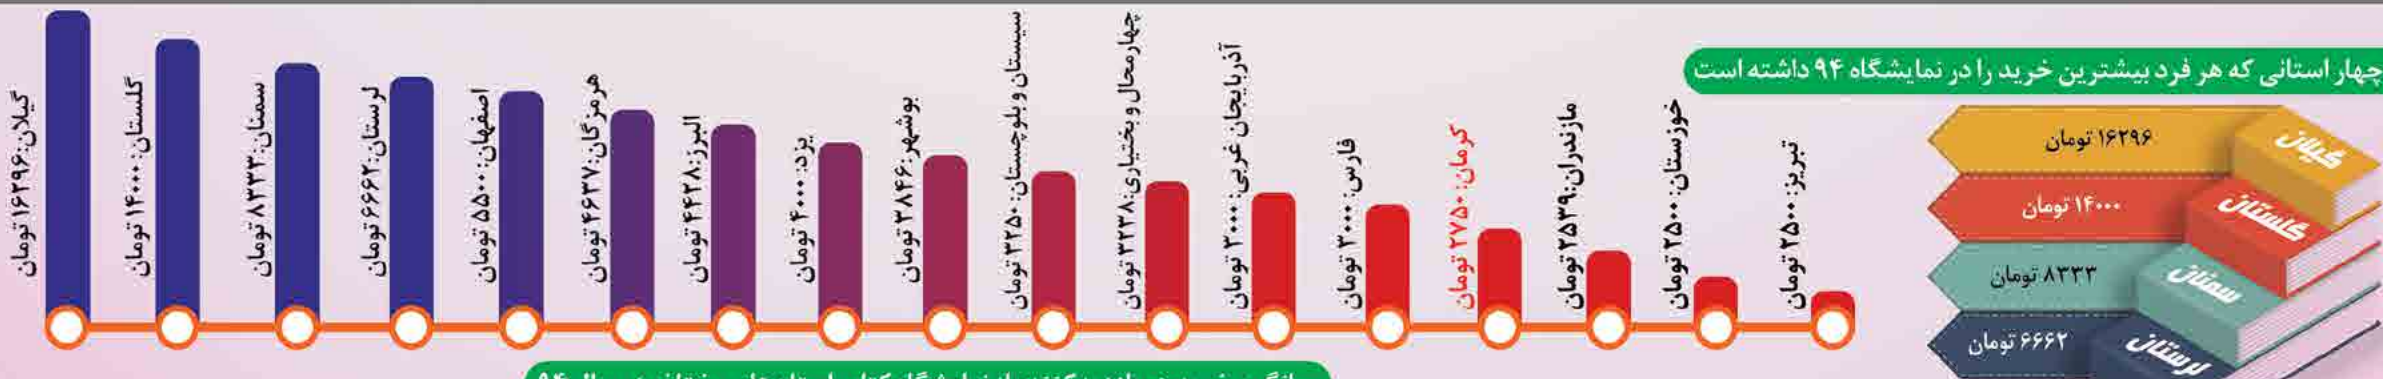 چهار استانی که هر فرد بیشترین خرید را در نمایشگاه ۹۴ داشته است
گیلان
۱۶۲۹۶ تومان
گلستان
۱۴۰۰۰ تومان
سمنان
۸۳۳۳ تومان
لرستان
۶۶۶۲ تومان
تبریز: ۲۵۰۰ تومان
خوزستان: ۲۵۰۰ تومان
مازندران: ۲۵۳۹ تومان
کرمان: ۲۷۵۰ تومان
فارس: ۳۰۰۰ تومان
آذربایجان غربی: ۳۰۰۰ تومان
چهارمحال و بختیاری: ۳۲۳۸ تومان
سیستان و بلوچستان: ۳۲۵۰ تومان
بوشهر: ۳۸۴۶ تومان
یزد: ۴۰۰۰ تومان
البرز: ۴۴۲۸ تومان
هرمزگان: ۴۶۳۷ تومان
اصفهان: ۵۵۰۰ تومان
لرستان: ۶۶۶۲ تومان
سمنان: ۸۳۳۳ تومان
گلستان: ۱۴۰۰۰ تومان
گیلان: ۱۶۲۹۶ تومان